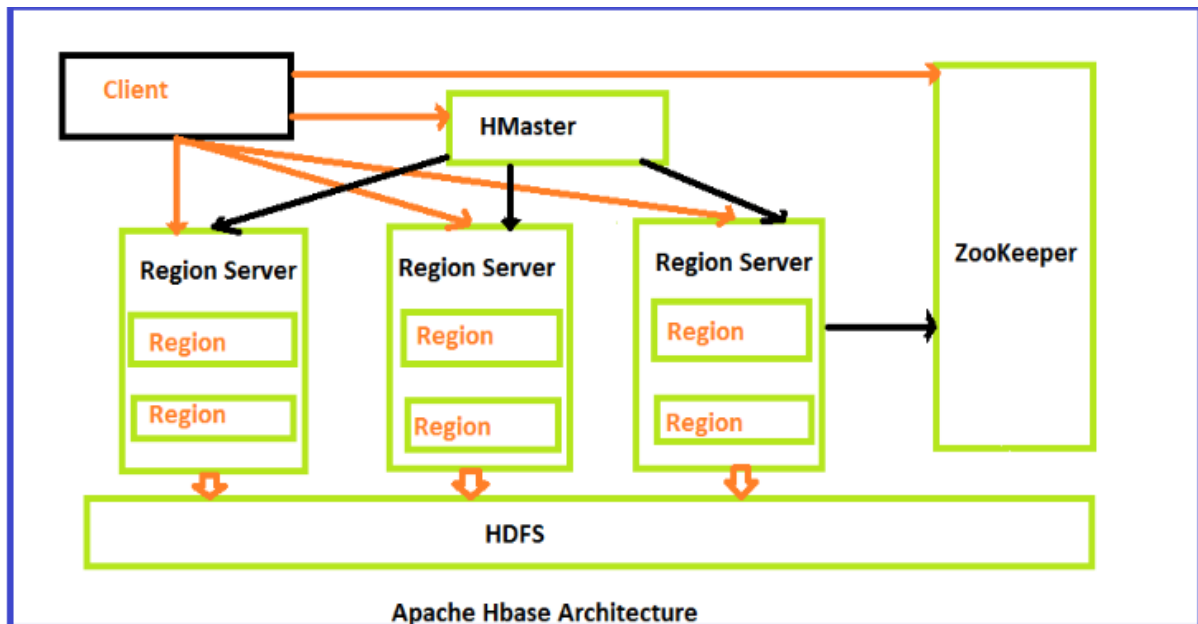 Client
HMaster
ZooKeeper
Region Server
Region Server
Region Server
Region
Region
Region
Region
Region
Region
HDFS
Apache Hbase Architecture